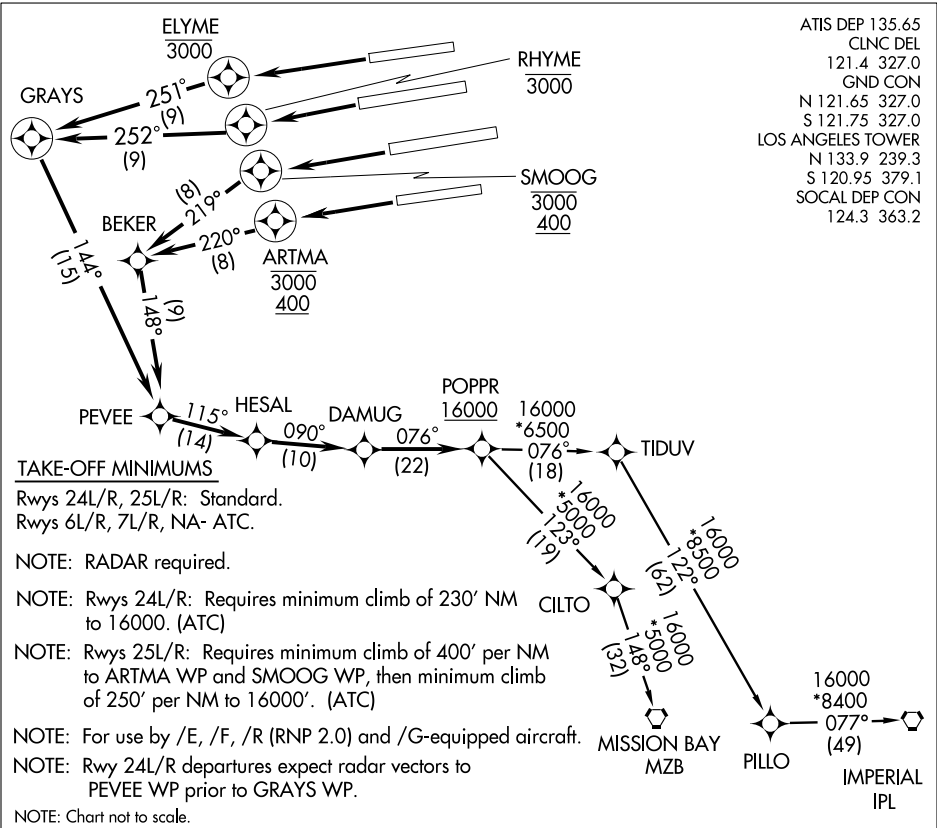 ELYME
3000
RHYME
3000
GRAYS
251°
(9)
252°
(9)
ATIS DEP 135.65
CLNC DEL
121.4 327.0
GND CON
N 121.65 327.0
S 121.75 327.0
LOS ANGELES TOWER
N 133.9 239.3
S 120.95 379.1
SOCAL DEP CON
124.3 363.2
SMOOG
3000
400
(8)
219°
BEKER
220°
(8)
ARTMA
3000
400
144°
(15)
(9)
148°
PEVEE
115°
(14)
HESAL
090°
(10)
DAMUG
076°
(22)
POPPR
16000
16000
*6500
076°
(18)
TIDUV
16000
*5000
123°
(19)
CILTO
16000
*5000
148°
(32)
MISSION BAY
MZB
16000
*8500
122°
(62)
PILLO
16000
*8400
077°
(49)
IMPERIAL
IPL
TAKE-OFF MINIMUMS
Rwys 24L/R, 25L/R: Standard.
Rwys 6L/R, 7L/R, NA- ATC.
NOTE: RADAR required.
NOTE: Rwys 24L/R: Requires minimum climb of 230' NM
to 16000. (ATC)
NOTE: Rwys 25L/R: Requires minimum climb of 400' per NM
to ARTMA WP and SMOOG WP, then minimum climb
of 250' per NM to 16000'. (ATC)
NOTE: For use by /E, /F, /R (RNP 2.0) and /G-equipped aircraft.
NOTE: Rwy 24L/R departures expect radar vectors to
PEVEE WP prior to GRAYS WP.
NOTE: Chart not to scale.